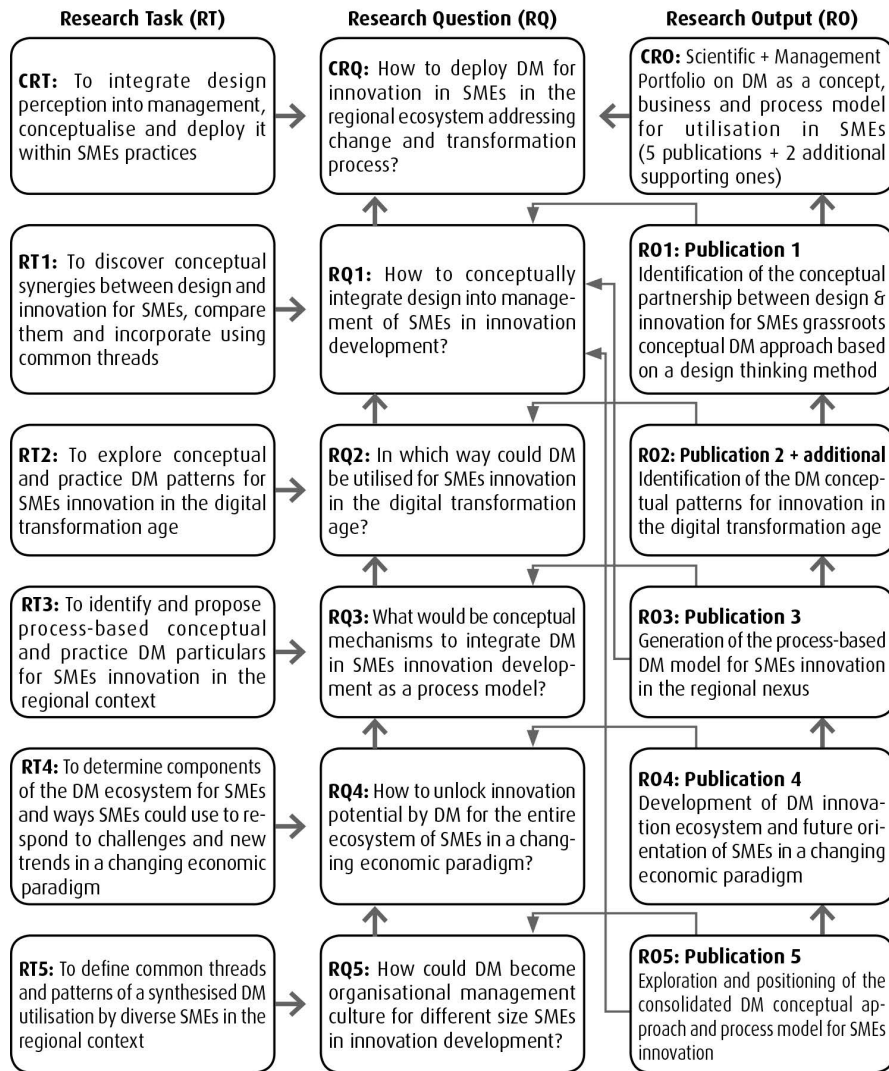 Research Task (RT)
Research Question (RQ)
Research Output (RO)
CRT: To integrate design
perception into management,
conceptualise and deploy it
within SMEs practices
CRQ: How to deploy DM for
innovation in SMEs in the
regional ecosystem addressing
change and transformation
process?
CRO: Scientific + Management
Portfolio on DM as a concept,
business and process model
for utilisation in SMEs
(5 publications + 2 additional
supporting ones)
RT1: To discover conceptual
synergies between design and
innovation for SMEs, compare
them and incorporate using
common threads
RQ1: How to conceptually
integrate design into manage-
ment of SMEs in innovation
development?
RO1: Publication 1
Identification of the conceptual
partnership between design &
innovation for SMEs grassroots
conceptual DM approach based
on a design thinking method
RT2: To explore conceptual
and practice DM patterns for
SMEs innovation in the digital
transformation age
RQ2: In which way could DM
be utilised for SMEs innovation
in the digital transformation
age?
RO2: Publication 2 + additional
Identification of the DM concep-
tual patterns for innovation in
the digital transformation age
RT3: To identify and propose
process-based conceptual
and practice DM particulars
for SMEs innovation in the
regional context
RQ3: What would be conceptual
mechanisms to integrate DM
in SMEs innovation develop-
ment as a process model?
RO3: Publication 3
Generation of the process-based
DM model for SMEs innovation
in the regional nexus
RT4: To determine components
of the DM ecosystem for SMEs
and ways SMEs could use to re-
spond to challenges and new
trends in a changing economic
paradigm
RQ4: How to unlock innovation
potential by DM for the entire
ecosystem of SMEs in a chang-
ing economic paradigm?
RO4: Publication 4
Development of DM innova-
tion ecosystem and future ori-
entation of SMEs in a changing
economic paradigm
RT5: To define common threads
and patterns of a synthesised DM
utilisation by diverse SMEs in the
regional context
RQ5: How could DM become
organisational management
culture for different size SMEs
in innovation development?
RO5: Publication 5
Exploration and positioning of the
consolidated DM conceptual ap-
proach and process model for SMEs
innovation